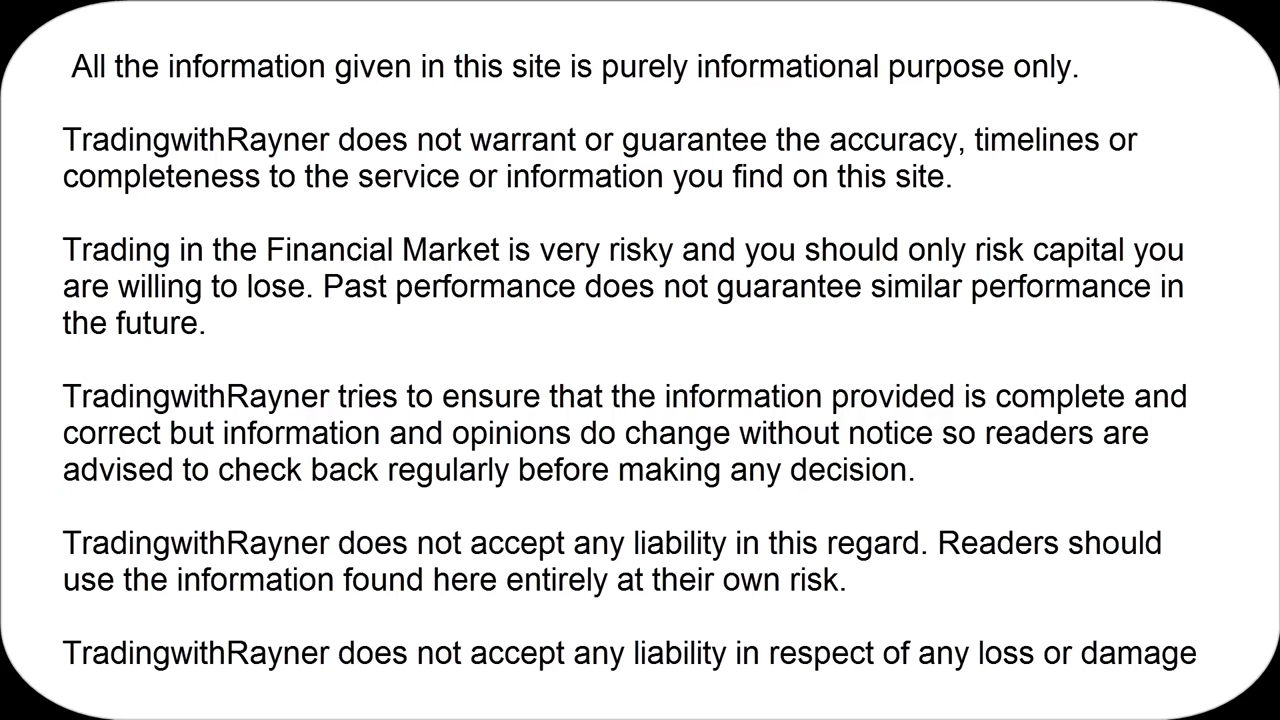 All the information given in this site is purely informational purpose only.
TradingwithRayner does not warrant or guarantee the accuracy, timelines or
completeness to the service or information you find on this site.
Trading in the Financial Market is very risky and you should only risk capital you
are willing to lose. Past performance does not guarantee similar performance in
the future.
TradingwithRayner tries to ensure that the information provided is complete and
correct but information and opinions do change without notice so readers are
advised to check back regularly before making any decision.
TradingwithRayner does not accept any liability in this regard. Readers should
use the information found here entirely at their own risk.
TradingwithRayner does not accept any liability in respect of any loss or damage